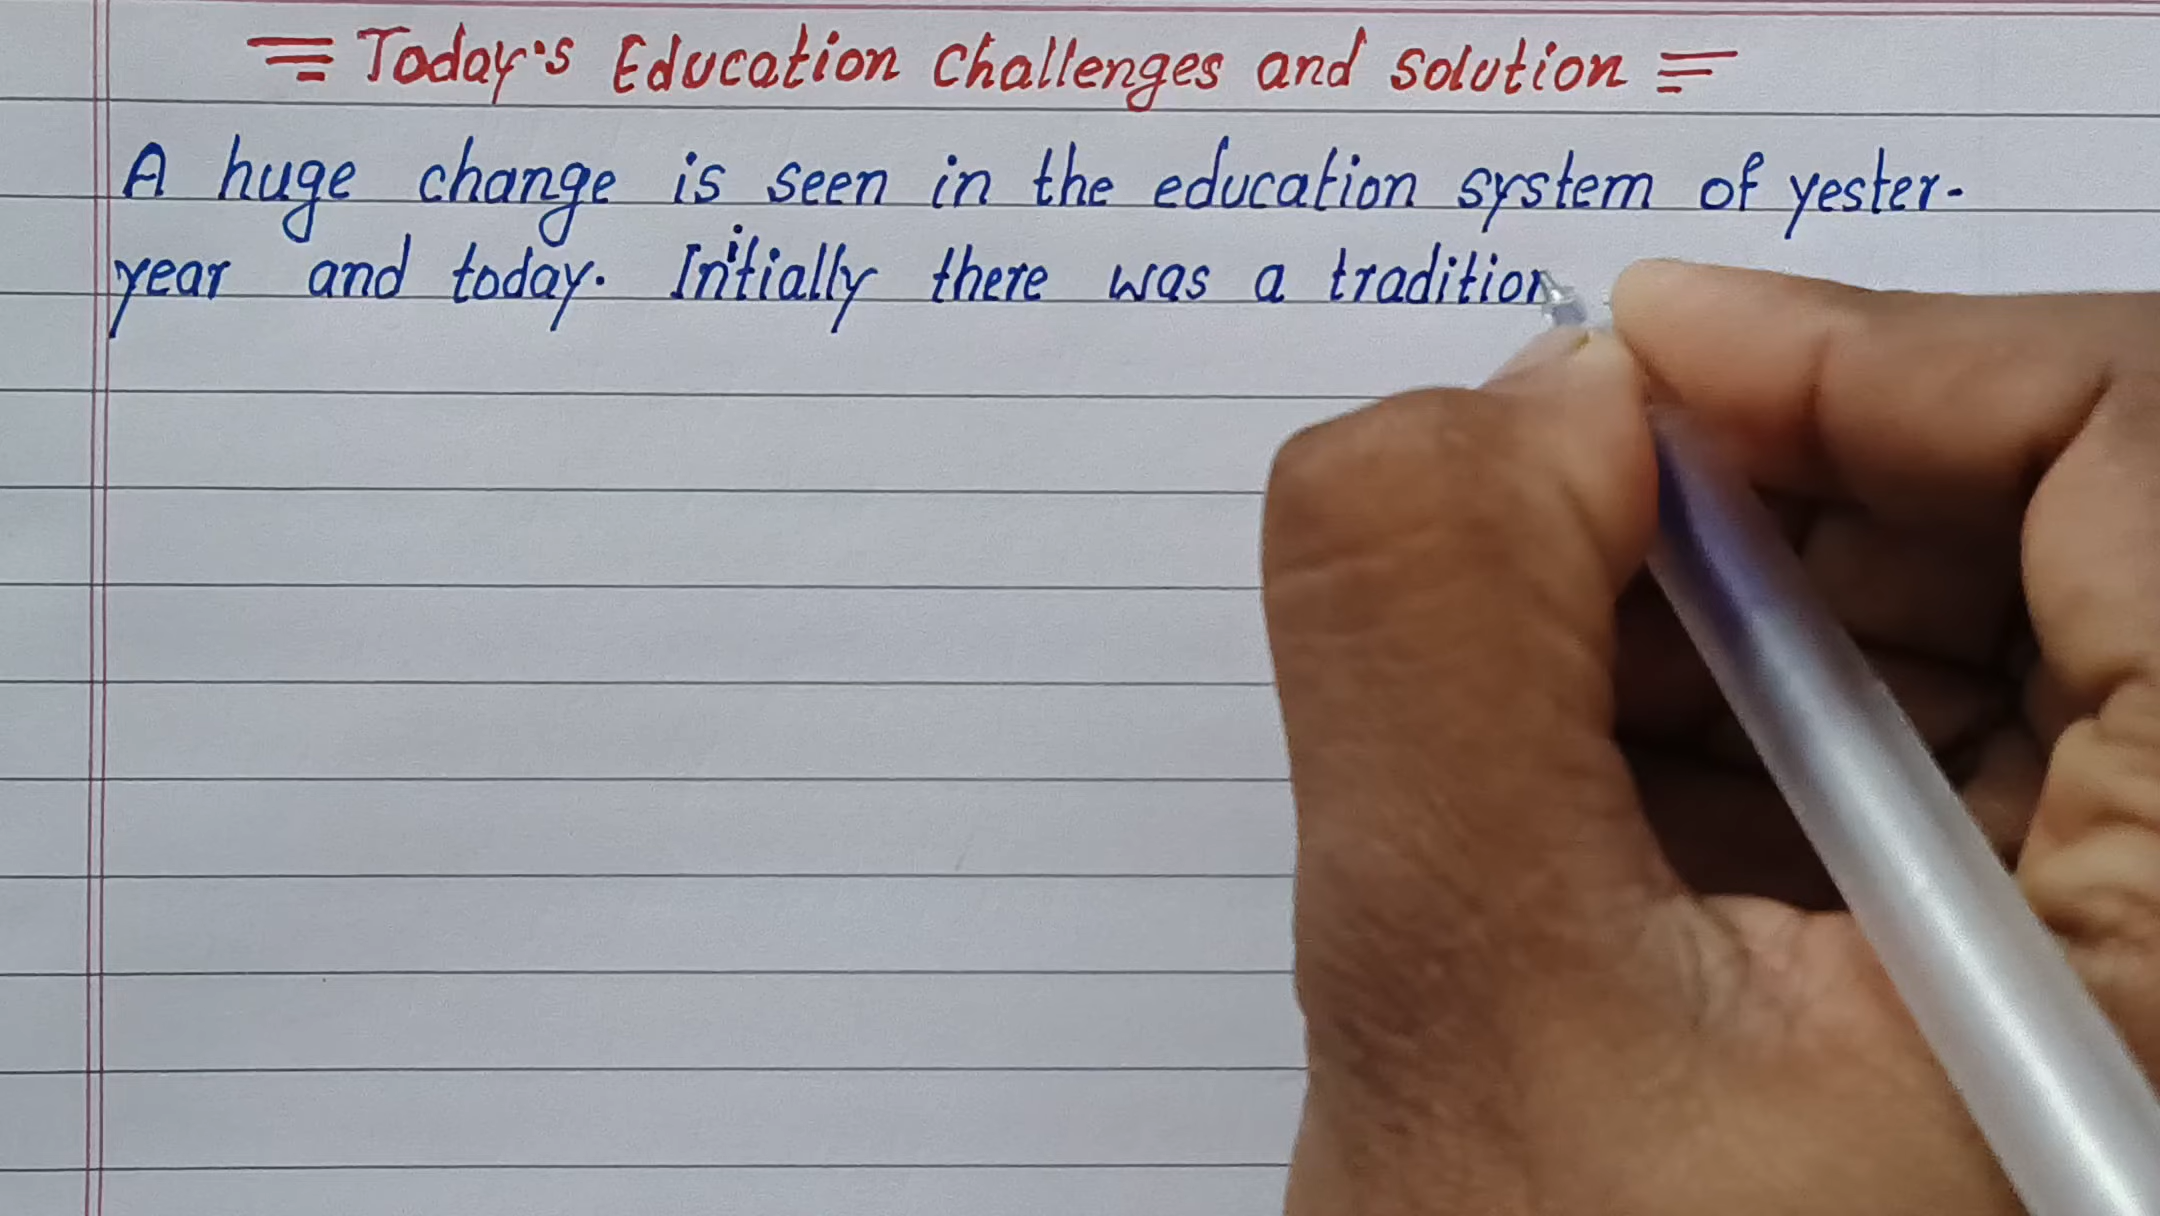 Today's Education Challenges and solution
A huge change is seen in the education system of yester-
year and today. Initially there was a tradition